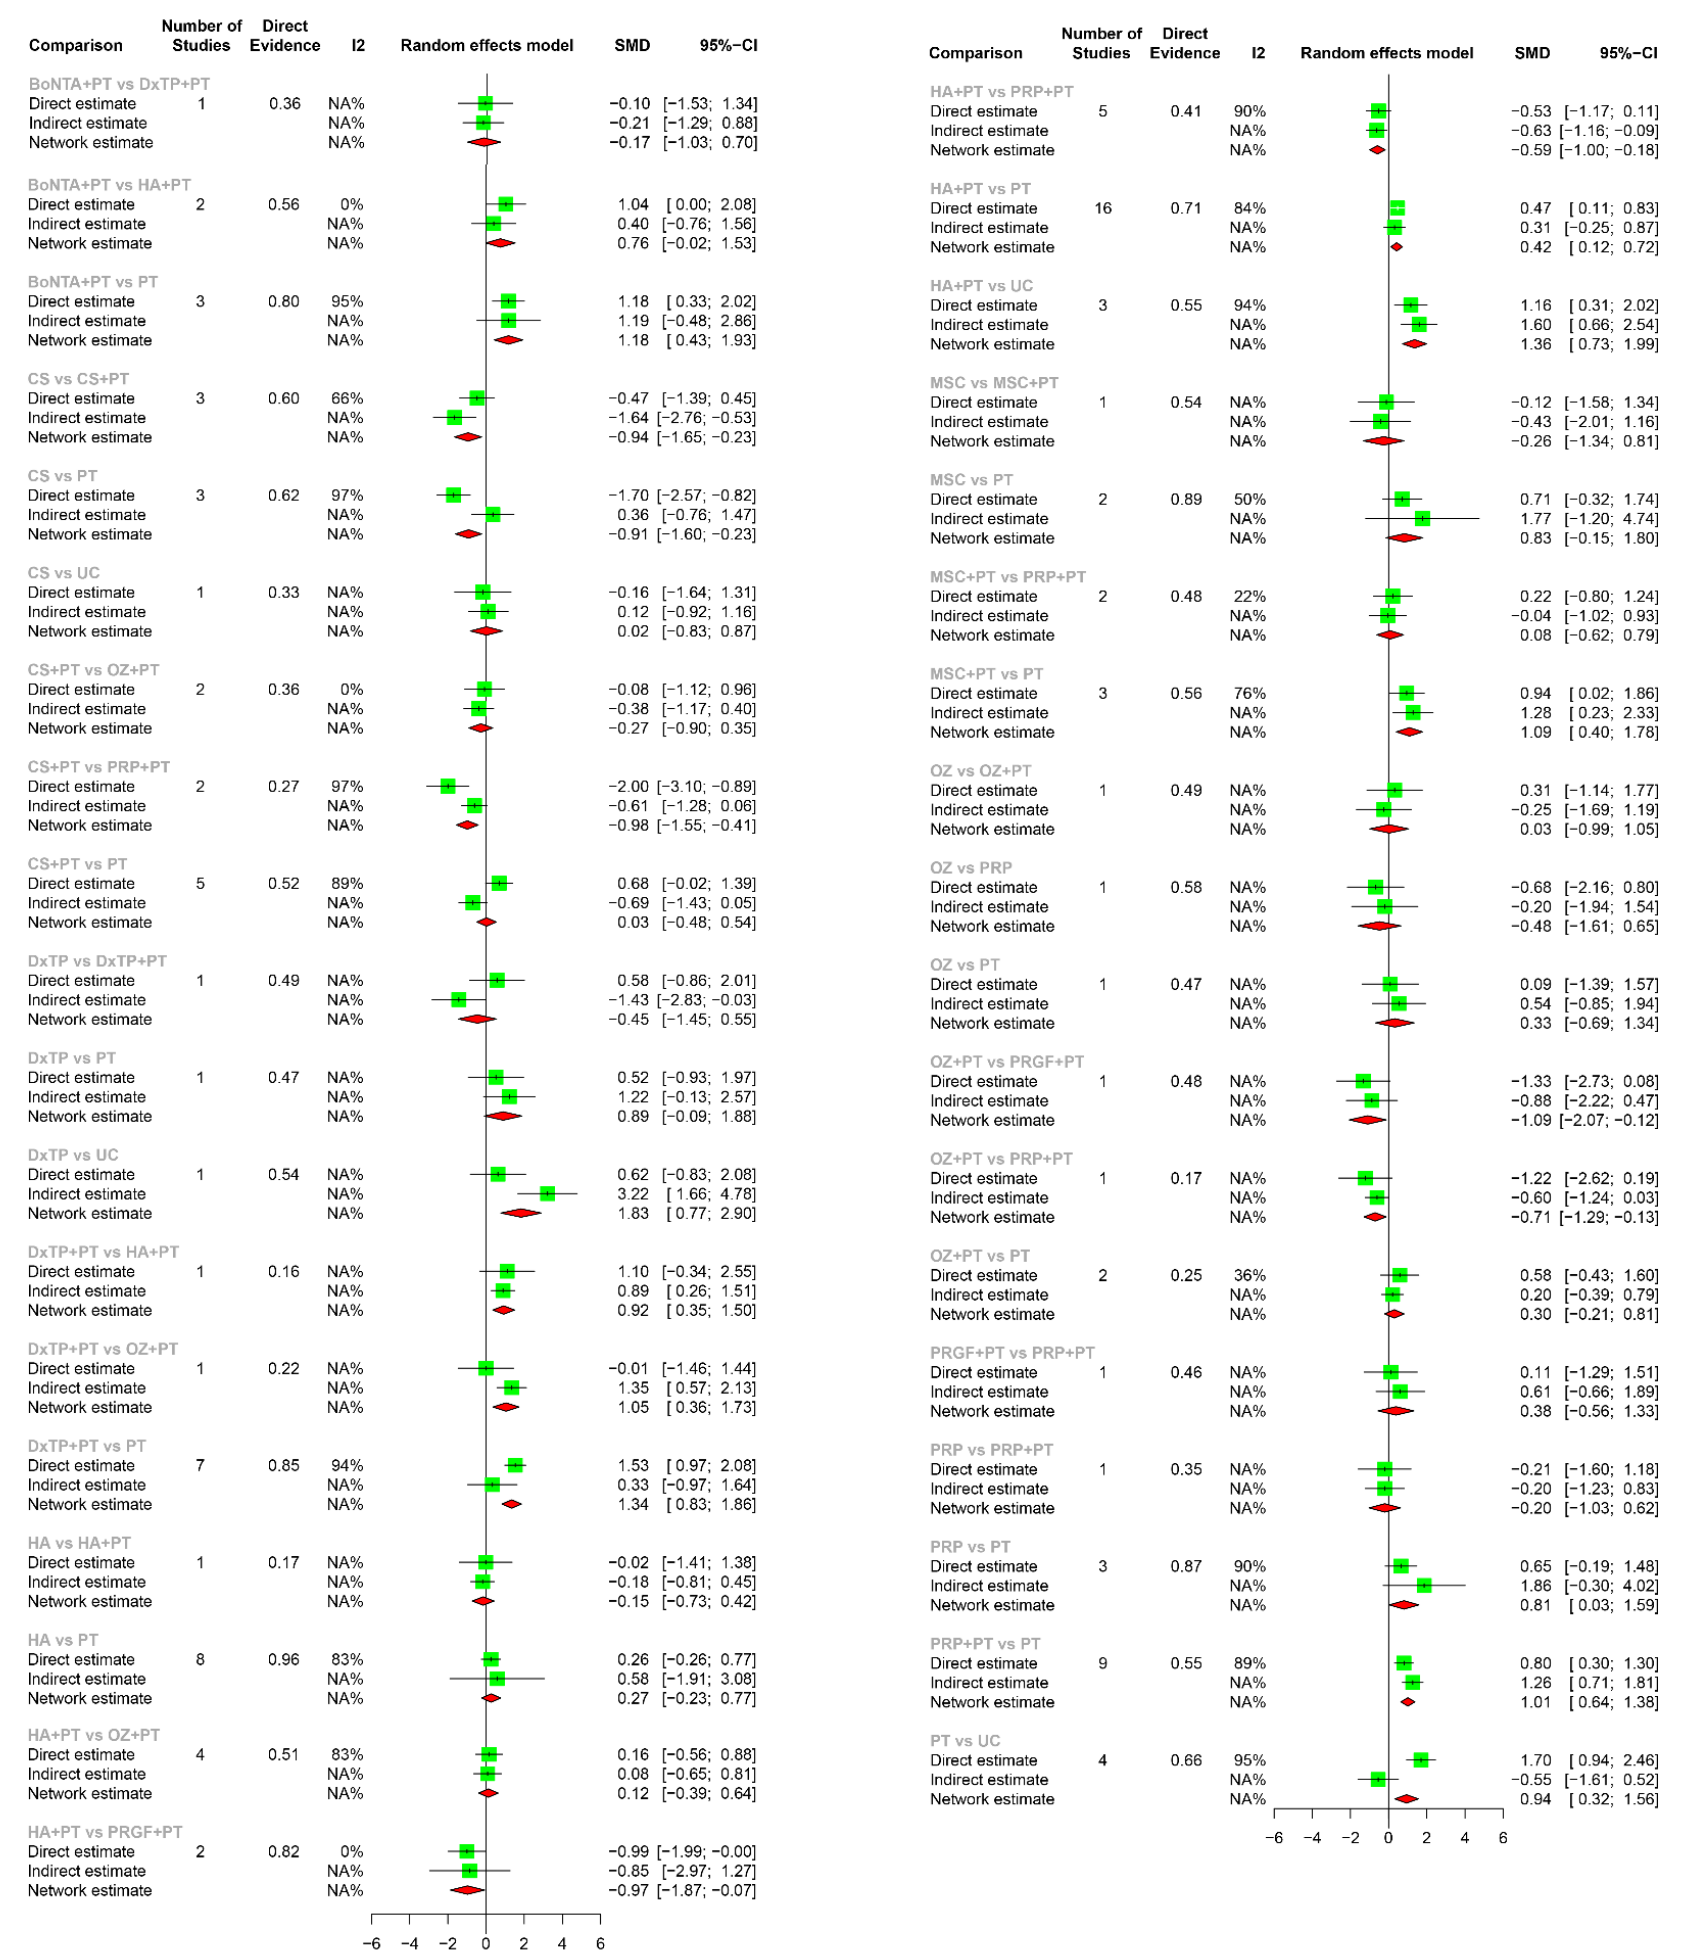 Comparison Number of Studies Direct Evidence I2 Random effects model SMD 95%−CI
BoNTA+PT vs DxTP+PT
Direct estimate 1 0.36 NA% −0.10 [−1.53; 1.34]
Indirect estimate NA% −0.21 [−1.29; 0.88]
Network estimate NA% −0.17 [−1.03; 0.70]
BoNTA+PT vs HA+PT
Direct estimate 2 0.56 0% 1.04 [ 0.00; 2.08]
Indirect estimate NA% 0.40 [−0.76; 1.56]
Network estimate NA% 0.76 [−0.02; 1.53]
BoNTA+PT vs PT
Direct estimate 3 0.80 95% 1.18 [ 0.33; 2.02]
Indirect estimate NA% 1.19 [−0.48; 2.86]
Network estimate NA% 1.18 [ 0.43; 1.93]
CS vs CS+PT
Direct estimate 3 0.60 66% −0.47 [−1.39; 0.45]
Indirect estimate NA% −1.64 [−2.76; −0.53]
Network estimate NA% −0.94 [−1.65; −0.23]
CS vs PT
Direct estimate 3 0.62 97% −1.70 [−2.57; −0.82]
Indirect estimate NA% 0.36 [−0.76; 1.47]
Network estimate NA% −0.91 [−1.60; −0.23]
CS vs UC
Direct estimate 1 0.33 NA% −0.16 [−1.64; 1.31]
Indirect estimate NA% 0.12 [−0.92; 1.16]
Network estimate NA% 0.02 [−0.83; 0.87]
CS+PT vs OZ+PT
Direct estimate 2 0.36 0% −0.08 [−1.12; 0.96]
Indirect estimate NA% −0.38 [−1.17; 0.40]
Network estimate NA% −0.27 [−0.90; 0.35]
CS+PT vs PRP+PT
Direct estimate 2 0.27 97% −2.00 [−3.10; −0.89]
Indirect estimate NA% −0.61 [−1.28; 0.06]
Network estimate NA% −0.98 [−1.55; −0.41]
CS+PT vs PT
Direct estimate 5 0.52 89% 0.68 [−0.02; 1.39]
Indirect estimate NA% −0.69 [−1.43; 0.05]
Network estimate NA% 0.03 [−0.48; 0.54]
DxTP vs DxTP+PT
Direct estimate 1 0.49 NA% 0.58 [−0.86; 2.01]
Indirect estimate NA% −1.43 [−2.83; −0.03]
Network estimate NA% −0.45 [−1.45; 0.55]
DxTP vs PT
Direct estimate 1 0.47 NA% 0.52 [−0.93; 1.97]
Indirect estimate NA% 1.22 [−0.13; 2.57]
Network estimate NA% 0.89 [−0.09; 1.88]
DxTP vs UC
Direct estimate 1 0.54 NA% 0.62 [−0.83; 2.08]
Indirect estimate NA% 3.22 [ 1.66; 4.78]
Network estimate NA% 1.83 [ 0.77; 2.90]
DxTP+PT vs HA+PT
Direct estimate 1 0.16 NA% 1.10 [−0.34; 2.55]
Indirect estimate NA% 0.89 [ 0.26; 1.51]
Network estimate NA% 0.92 [ 0.35; 1.50]
DxTP+PT vs OZ+PT
Direct estimate 1 0.22 NA% −0.01 [−1.46; 1.44]
Indirect estimate NA% 1.35 [ 0.57; 2.13]
Network estimate NA% 1.05 [ 0.36; 1.73]
DxTP+PT vs PT
Direct estimate 7 0.85 94% 1.53 [ 0.97; 2.08]
Indirect estimate NA% 0.33 [−0.97; 1.64]
Network estimate NA% 1.34 [ 0.83; 1.86]
HA vs HA+PT
Direct estimate 1 0.17 NA% −0.02 [−1.41; 1.38]
Indirect estimate NA% −0.18 [−0.81; 0.45]
Network estimate NA% −0.15 [−0.73; 0.42]
HA vs PT
Direct estimate 8 0.96 83% 0.26 [−0.26; 0.77]
Indirect estimate NA% 0.58 [−1.91; 3.08]
Network estimate NA% 0.27 [−0.23; 0.77]
HA+PT vs OZ+PT
Direct estimate 4 0.51 83% 0.16 [−0.56; 0.88]
Indirect estimate NA% 0.08 [−0.65; 0.81]
Network estimate NA% 0.12 [−0.39; 0.64]
HA+PT vs PRGF+PT
Direct estimate 2 0.82 0% −0.99 [−1.99; −0.00]
Indirect estimate NA% −0.85 [−2.97; 1.27]
Network estimate NA% −0.97 [−1.87; −0.07]
−6 −4 −2 0 2 4 6
Comparison Number of Studies Direct Evidence I2 Random effects model SMD 95%−CI
HA+PT vs PRP+PT
Direct estimate 5 0.41 90% −0.53 [−1.17; 0.11]
Indirect estimate NA% −0.63 [−1.16; −0.09]
Network estimate NA% −0.59 [−1.00; −0.18]
HA+PT vs PT
Direct estimate 16 0.71 84% 0.47 [ 0.11; 0.83]
Indirect estimate NA% 0.31 [−0.25; 0.87]
Network estimate NA% 0.42 [ 0.12; 0.72]
HA+PT vs UC
Direct estimate 3 0.55 94% 1.16 [ 0.31; 2.02]
Indirect estimate NA% 1.60 [ 0.66; 2.54]
Network estimate NA% 1.36 [ 0.73; 1.99]
MSC vs MSC+PT
Direct estimate 1 0.54 NA% −0.12 [−1.58; 1.34]
Indirect estimate NA% −0.43 [−2.01; 1.16]
Network estimate NA% −0.26 [−1.34; 0.81]
MSC vs PT
Direct estimate 2 0.89 50% 0.71 [−0.32; 1.74]
Indirect estimate NA% 1.77 [−1.20; 4.74]
Network estimate NA% 0.83 [−0.15; 1.80]
MSC+PT vs PRP+PT
Direct estimate 2 0.48 22% 0.22 [−0.80; 1.24]
Indirect estimate NA% −0.04 [−1.02; 0.93]
Network estimate NA% 0.08 [−0.62; 0.79]
MSC+PT vs PT
Direct estimate 3 0.56 76% 0.94 [ 0.02; 1.86]
Indirect estimate NA% 1.28 [ 0.23; 2.33]
Network estimate NA% 1.09 [ 0.40; 1.78]
OZ vs OZ+PT
Direct estimate 1 0.49 NA% 0.31 [−1.14; 1.77]
Indirect estimate NA% −0.25 [−1.69; 1.19]
Network estimate NA% 0.03 [−0.99; 1.05]
OZ vs PRP
Direct estimate 1 0.58 NA% −0.68 [−2.16; 0.80]
Indirect estimate NA% −0.20 [−1.94; 1.54]
Network estimate NA% −0.48 [−1.61; 0.65]
OZ vs PT
Direct estimate 1 0.47 NA% 0.09 [−1.39; 1.57]
Indirect estimate NA% 0.54 [−0.85; 1.94]
Network estimate NA% 0.33 [−0.69; 1.34]
OZ+PT vs PRGF+PT
Direct estimate 1 0.48 NA% −1.33 [−2.73; 0.08]
Indirect estimate NA% −0.88 [−2.22; 0.47]
Network estimate NA% −1.09 [−2.07; −0.12]
OZ+PT vs PRP+PT
Direct estimate 1 0.17 NA% −1.22 [−2.62; 0.19]
Indirect estimate NA% −0.60 [−1.24; 0.03]
Network estimate NA% −0.71 [−1.29; −0.13]
OZ+PT vs PT
Direct estimate 2 0.25 36% 0.58 [−0.43; 1.60]
Indirect estimate NA% 0.20 [−0.39; 0.79]
Network estimate NA% 0.30 [−0.21; 0.81]
PRGF+PT vs PRP+PT
Direct estimate 1 0.46 NA% 0.11 [−1.29; 1.51]
Indirect estimate NA% 0.61 [−0.66; 1.89]
Network estimate NA% 0.38 [−0.56; 1.33]
PRP vs PRP+PT
Direct estimate 1 0.35 NA% −0.21 [−1.60; 1.18]
Indirect estimate NA% −0.20 [−1.23; 0.83]
Network estimate NA% −0.20 [−1.03; 0.62]
PRP vs PT
Direct estimate 3 0.87 90% 0.65 [−0.19; 1.48]
Indirect estimate NA% 1.86 [−0.30; 4.02]
Network estimate NA% 0.81 [ 0.03; 1.59]
PRP+PT vs PT
Direct estimate 9 0.55 89% 0.80 [ 0.30; 1.30]
Indirect estimate NA% 1.26 [ 0.71; 1.81]
Network estimate NA% 1.01 [ 0.64; 1.38]
PT vs UC
Direct estimate 4 0.66 95% 1.70 [ 0.94; 2.46]
Indirect estimate NA% −0.55 [−1.61; 0.52]
Network estimate NA% 0.94 [ 0.32; 1.56]
−6 −4 −2 0 2 4 6